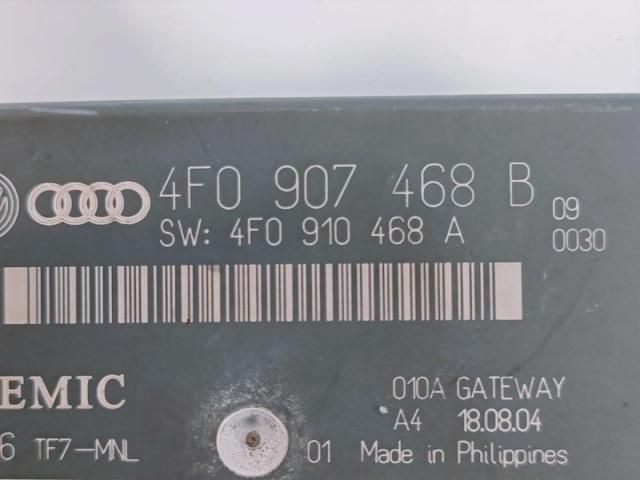 4F0 907 468 B 09
SW: 4F0 910 468 A 0030
EMIC 010A GATEWAY
A4 18.08.04
6 TF7-MNL 01 Made in Philippines